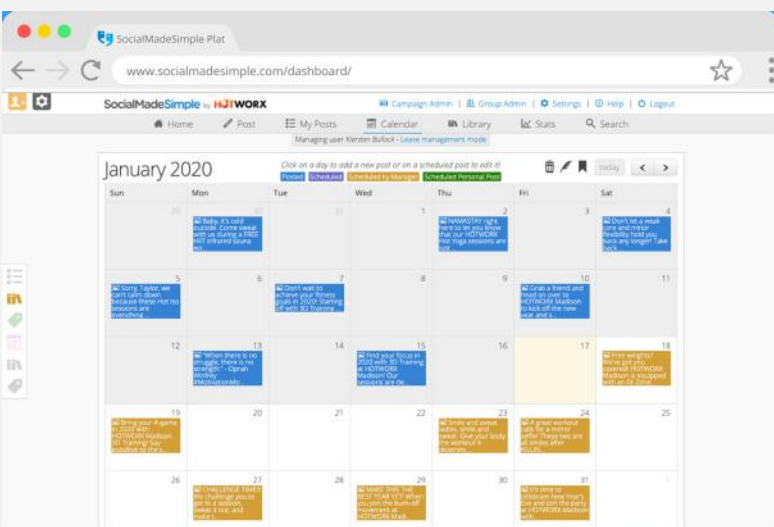 SocialMadeSimple Plat
www.socialmadesimple.com/dashboard/
SocialMadeSimple by HOTWORX
Campaign Admin | Group Admin | Settings | Help | Logout
Home Post My Posts Calendar Library Stats Search
Managing user Kiersten Bullock - Leave management mode
January 2020
Click on a day to add a new post or on a scheduled post to edit it!
Posted Scheduled Scheduled by Manager Scheduled Personal Post
today
Sun Mon Tue Wed Thu Fri Sat
29 30 31 1 2 3 4
Baby, it's cold
outside. Come sweat
with us during a FREE
HIIT Infrared Sauna
NAMASTAY right
here to let you know
that our HOTWORX
Hot Yoga sessions are
just
Don't let a weak
core and minor
flexibility hold you
back any longer! Take
back
5 6 7 8 9 10 11
Sorry, Taylor, we
can't calm down
because these Hot Iso
sessions are
everything ...
Don't wait to
achieve your fitness
goals in 2020! Starting
off with 3D Training ...
Grab a friend and
head on over to
HOTWORX Madison
to kick off the new
year and s...
12 13 14 15 16 17 18
"When there is no
struggle, there is no
strength." - Oprah
Winfrey
#MotivationMo...
Find your focus in
2020 with 3D Training
at HOTWORX
Madison! Our
sessions are de...
Free weights?
We've got you
covered! HOTWORX
Madison is equipped
with an FX Zone
19 20 21 22 23 24 25
Bring your A-game
in 2020 with
HOTWORX Madison
3D Training! Say
goodbye to the s...
Smile and sweat
ladies, smile and
sweat. Give your body
the workout it
deserves
A great workout
calls for a mirror
selfie! These two are
all smiles after
26 27 28 29 30 31 1
CHALLENGE TIME!!
We challenge you to
get to a session,
sweat it out, and
make t...
MAKE THIS THE
BEST YEAR YET! When
you join the burn-off
movement at
HOTWORX Madi...
It's time to
celebrate New Year's
Eve and join the party
at HOTWORX Madison
with